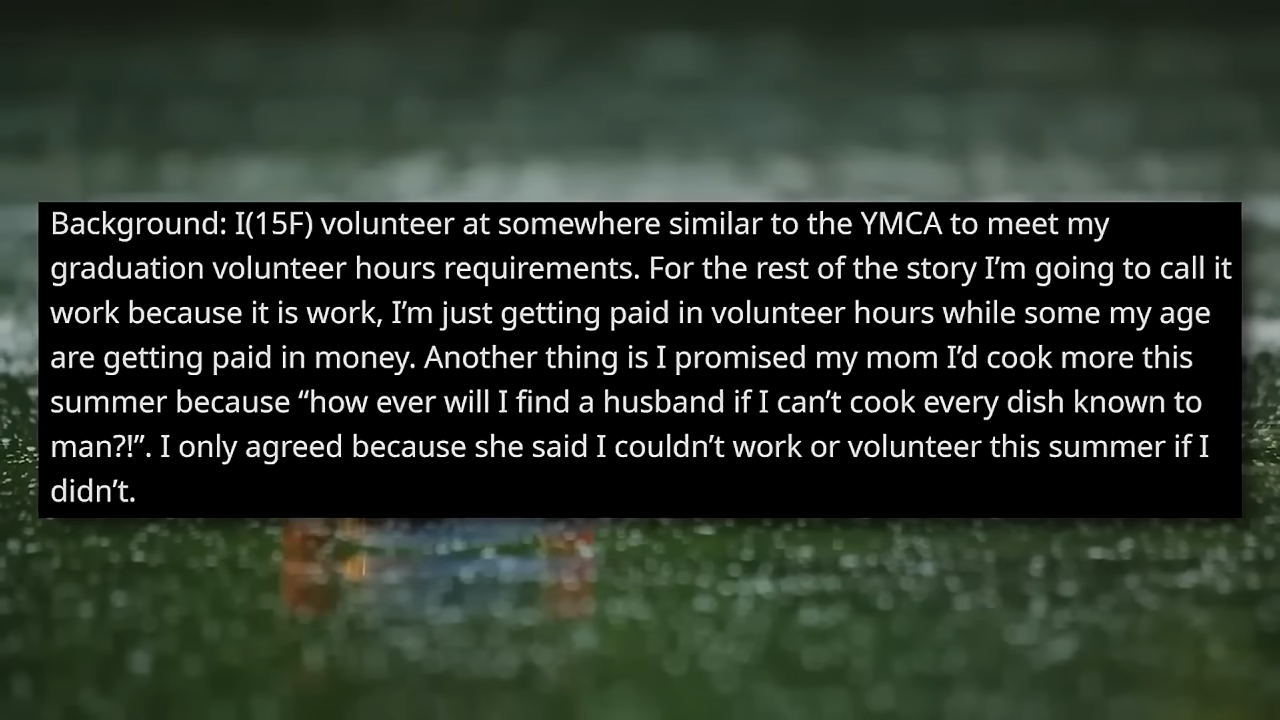 Background: I(15F) volunteer at somewhere similar to the YMCA to meet my
graduation volunteer hours requirements. For the rest of the story I’m going to call it
work because it is work, I’m just getting paid in volunteer hours while some my age
are getting paid in money. Another thing is I promised my mom I’d cook more this
summer because “how ever will I find a husband if I can’t cook every dish known to
man?!”. I only agreed because she said I couldn’t work or volunteer this summer if I
didn’t.